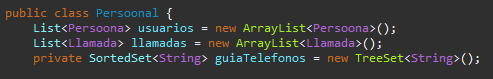 public class Persoonal {
List<Persoona> usuarios = new ArrayList<Persoona>();
List<Llamada> llamadas = new ArrayList<Llamada>();
private SortedSet<String> guiaTelefonos = new TreeSet<String>();